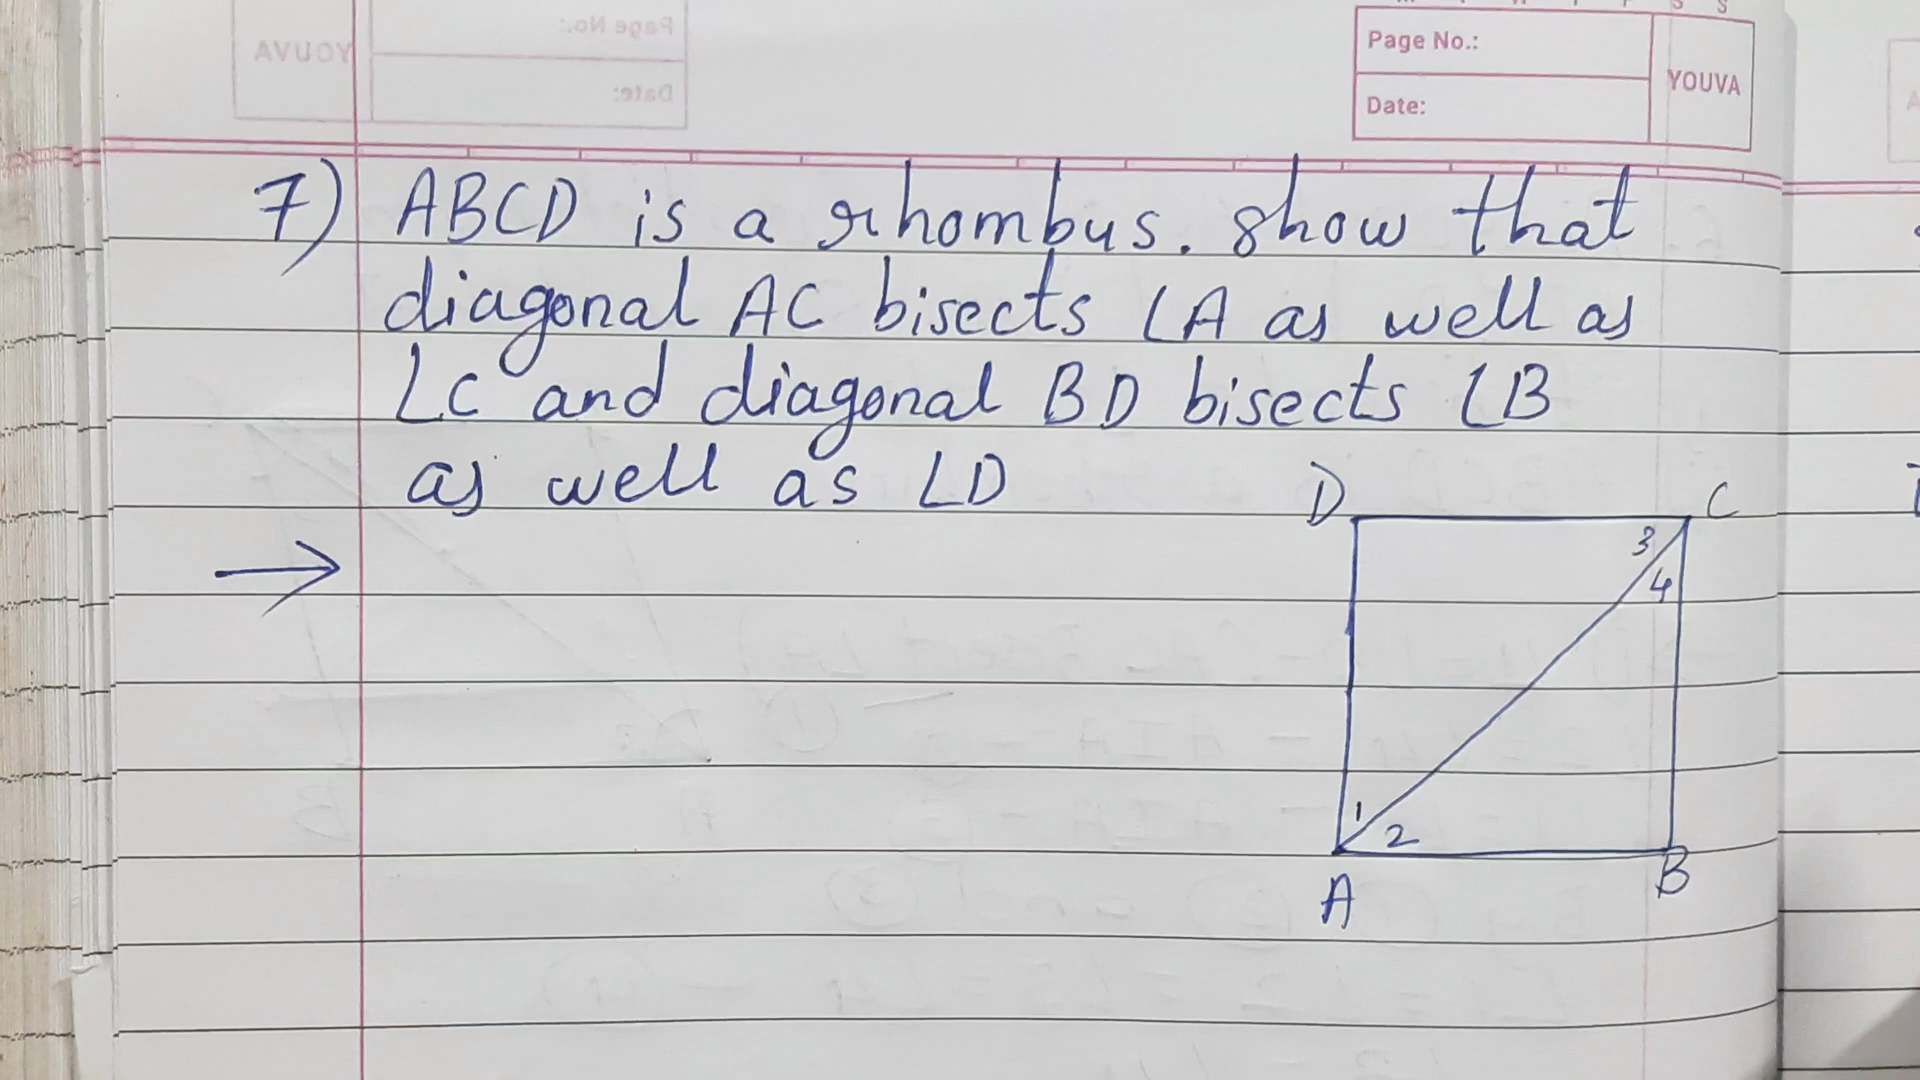 Page No.:
Date:
YOUVA
7) ABCD is a rhombus. show that
diagonal AC bisects ∠A as well as
∠C and diagonal BD bisects ∠B
as well as ∠D
D C
3
4
1
2
A B